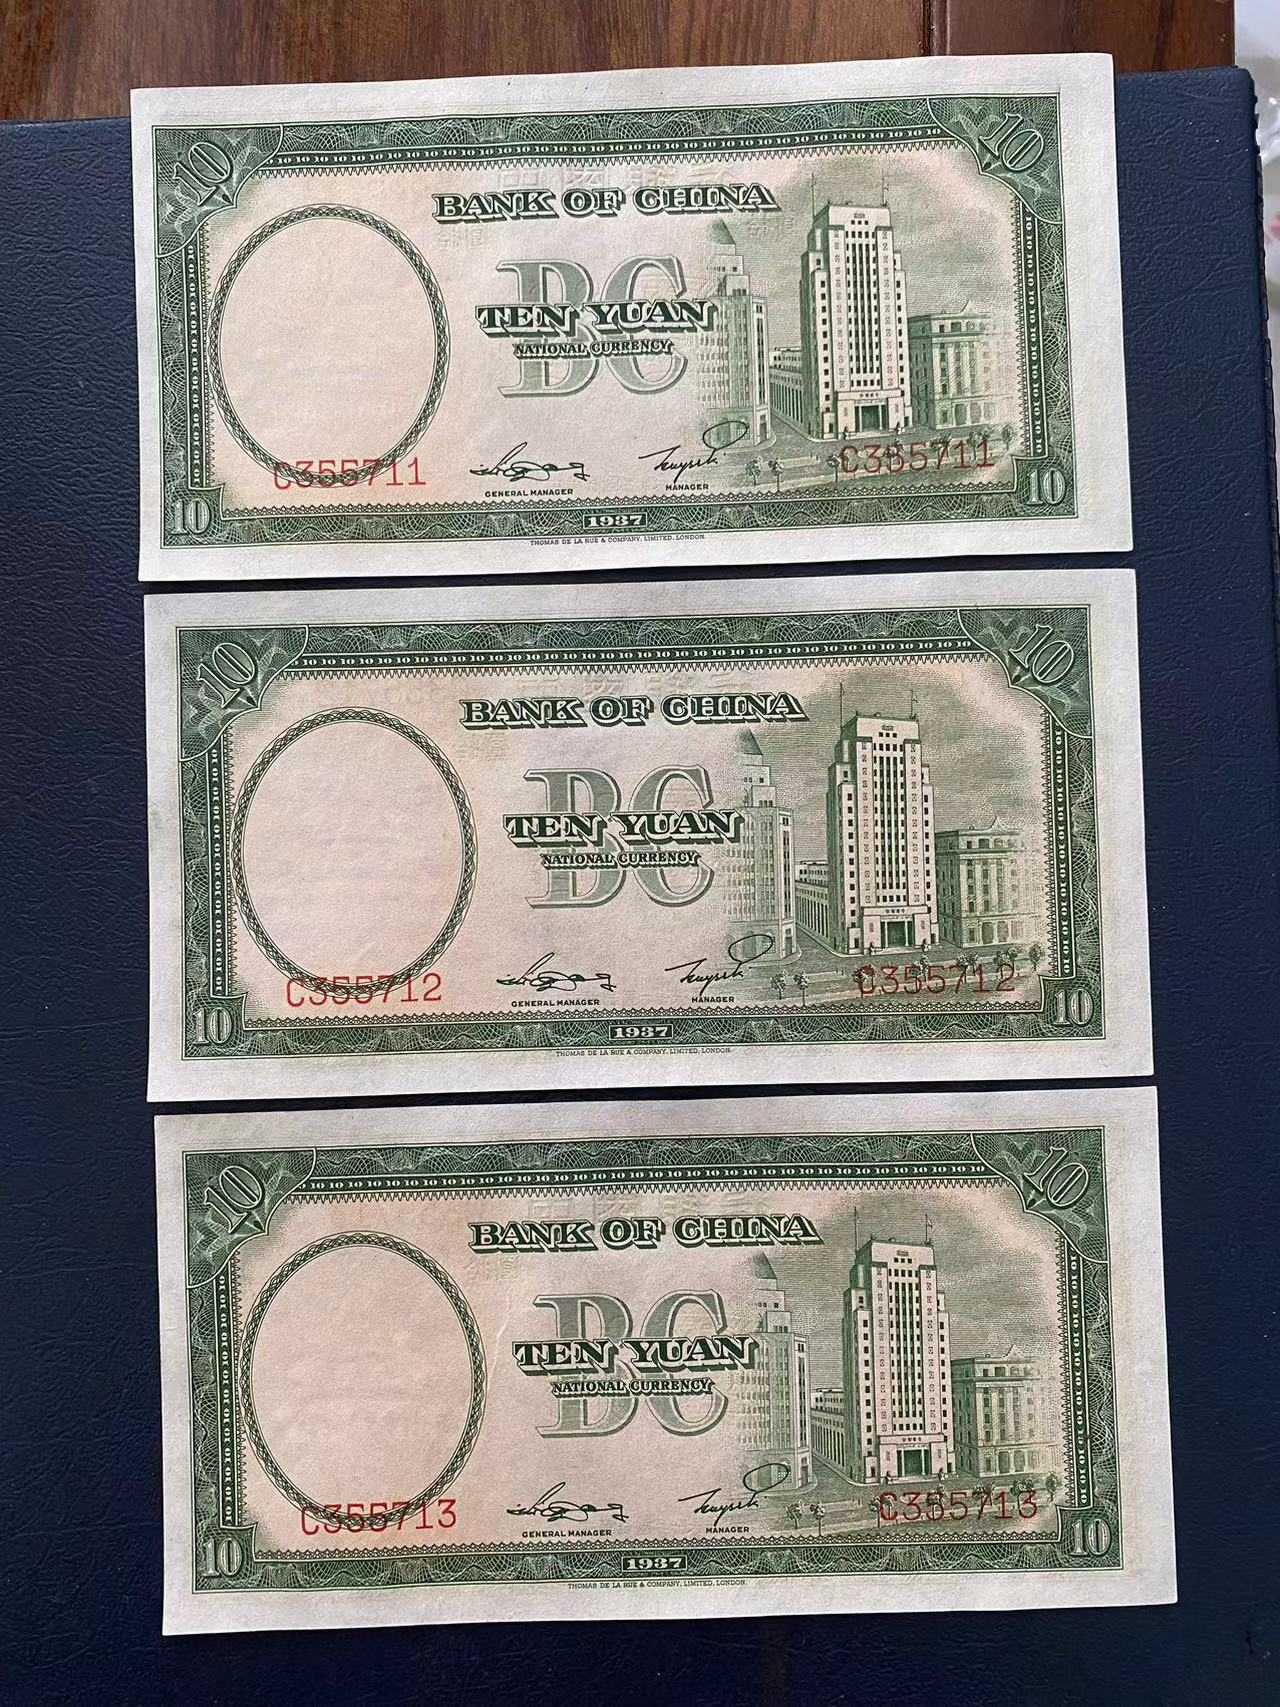 10
10
BANK OF CHINA
BC
TEN YUAN
NATIONAL CURRENCY
C355711
C355711
GENERAL MANAGER
MANAGER
10
1937
10
THOMAS DE LA RUE & COMPANY, LIMITED, LONDON.
10
10
BANK OF CHINA
BC
TEN YUAN
NATIONAL CURRENCY
C355712
C355712
GENERAL MANAGER
MANAGER
10
1937
10
THOMAS DE LA RUE & COMPANY, LIMITED, LONDON.
10
10
BANK OF CHINA
BC
TEN YUAN
NATIONAL CURRENCY
C355713
C355713
GENERAL MANAGER
MANAGER
10
1937
10
THOMAS DE LA RUE & COMPANY, LIMITED, LONDON.